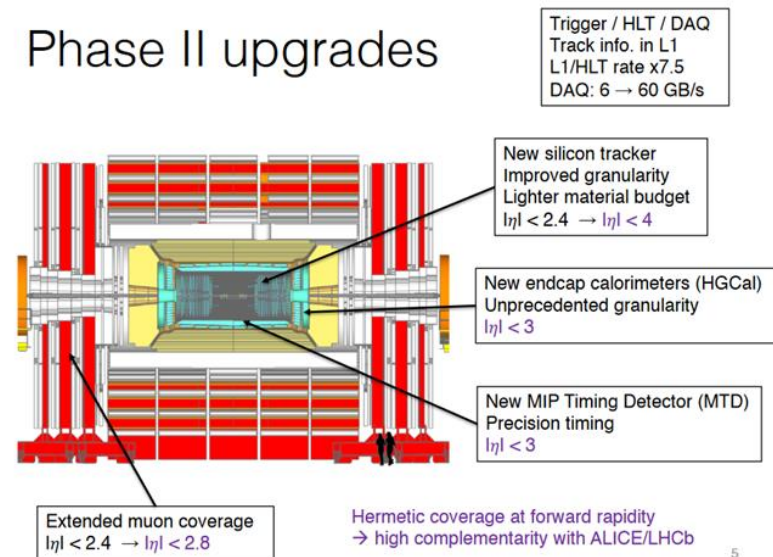 Phase II upgrades
Trigger / HLT / DAQ
Track info. in L1
L1/HLT rate x7.5
DAQ: 6 → 60 GB/s
New silicon tracker
Improved granularity
Lighter material budget
|η| < 2.4 → |η| < 4
New endcap calorimeters (HGCal)
Unprecedented granularity
|η| < 3
New MIP Timing Detector (MTD)
Precision timing
|η| < 3
Extended muon coverage
|η| < 2.4 → |η| < 2.8
Hermetic coverage at forward rapidity
→ high complementarity with ALICE/LHCb
5